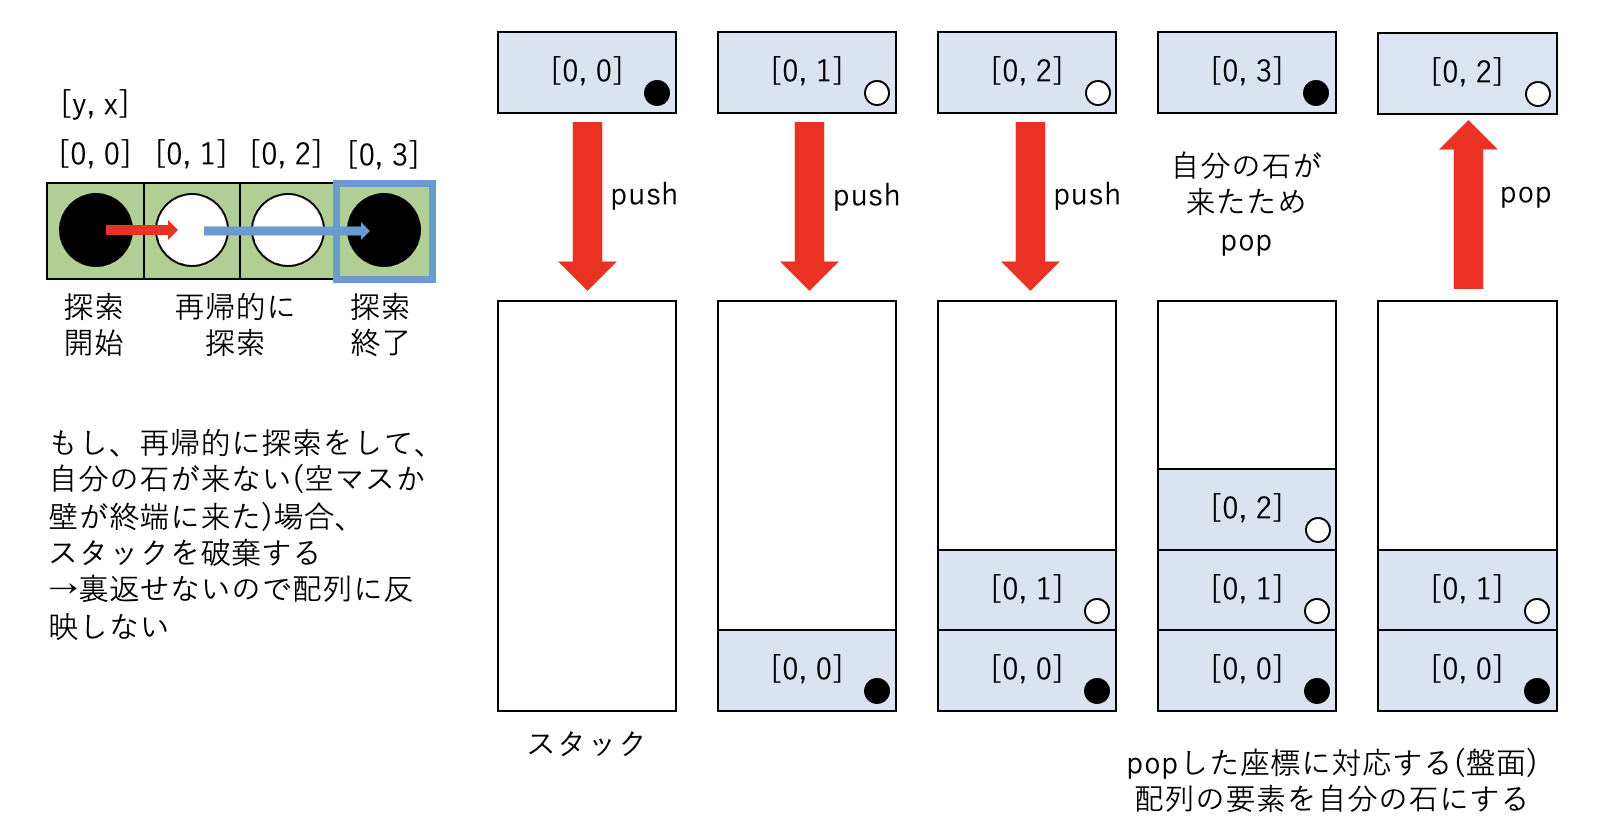 [y, x]
[0, 0] [0, 1] [0, 2] [0, 3]
探索
開始
再帰的に
探索
探索
終了
もし、再帰的に探索をして、
自分の石が来ない(空マスか
壁が終端に来た)場合、
スタックを破棄する
→裏返せないので配列に反
映しない
[0, 0]
push
スタック
[0, 1]
push
[0, 0]
[0, 2]
push
[0, 1]
[0, 0]
[0, 3]
自分の石が
来たため
pop
[0, 2]
[0, 1]
[0, 0]
[0, 2]
pop
[0, 1]
[0, 0]
popした座標に対応する(盤面)
配列の要素を自分の石にする